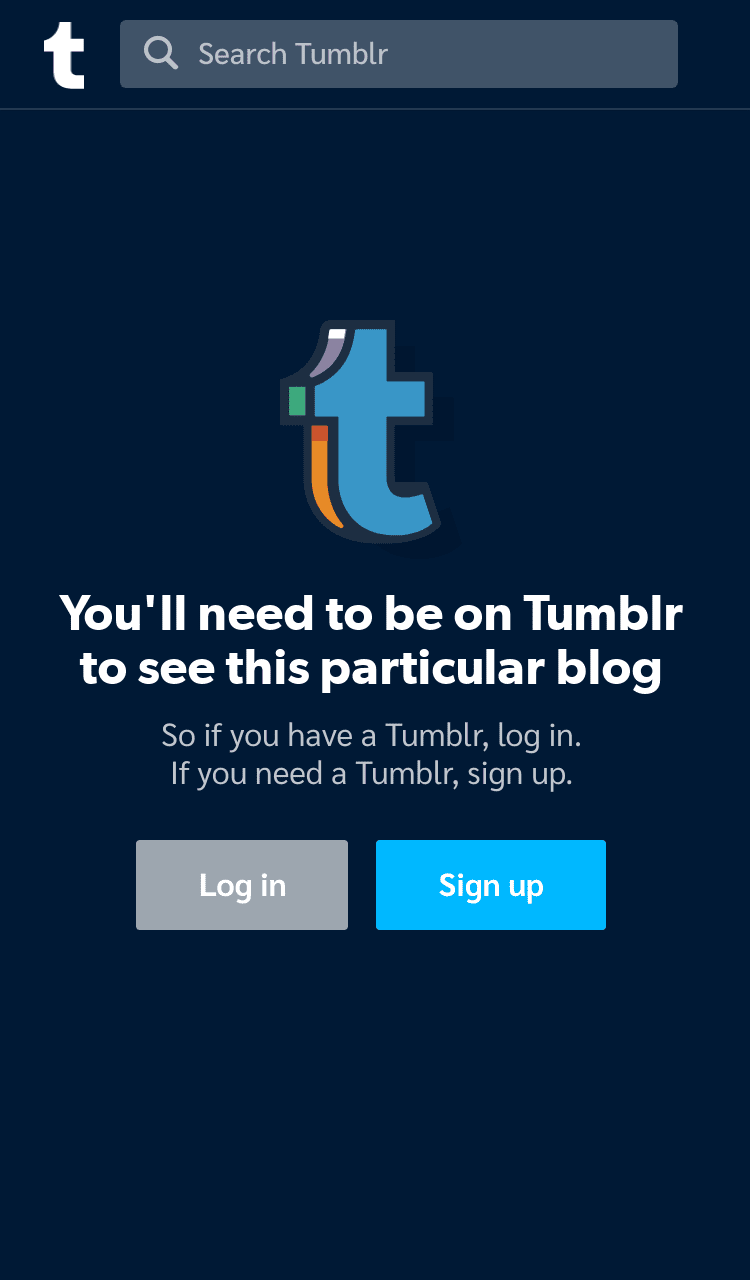 t
Search Tumblr
t
You'll need to be on Tumblr
to see this particular blog
So if you have a Tumblr, log in.
If you need a Tumblr, sign up.
Log in
Sign up